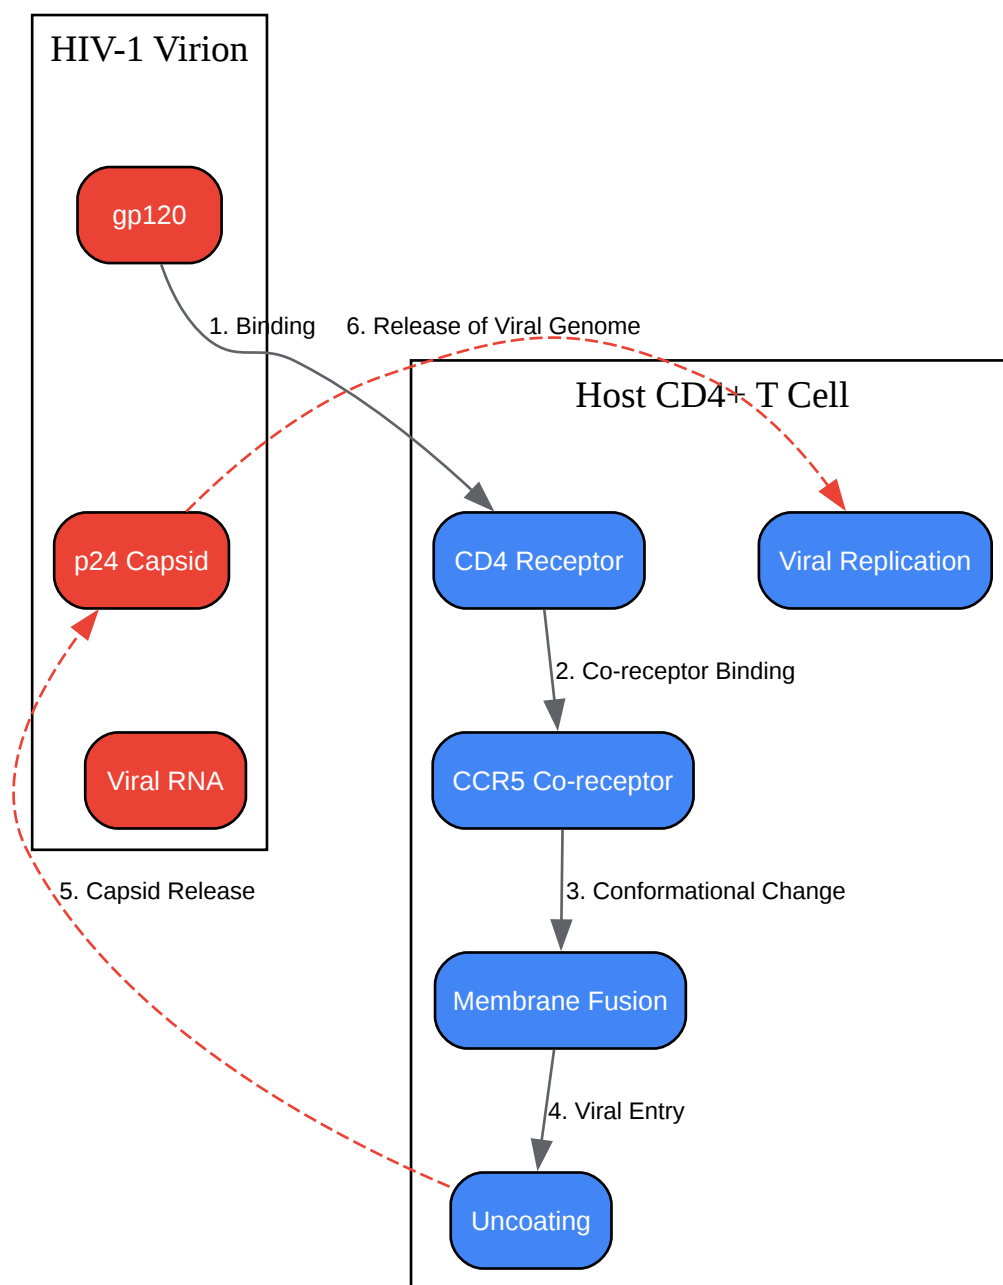 HIV-1 Virion
gp120
1. Binding
6. Release of Viral Genome
Host CD4+ T Cell
p24 Capsid
CD4 Receptor
Viral Replication
2. Co-receptor Binding
Viral RNA
CCR5 Co-receptor
5. Capsid Release
3. Conformational Change
Membrane Fusion
4. Viral Entry
Uncoating